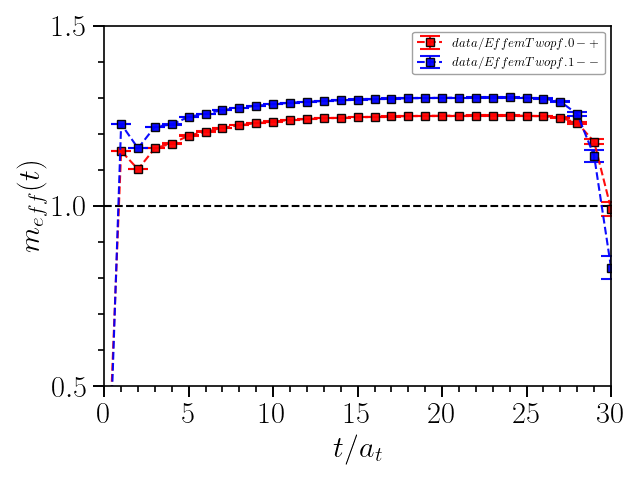 1.5
data/EffemTwopf.0−+
data/EffemTwopf.1−−
m_{eff}(t)
1.0
0.5
0 5 10 15 20 25 30
t/a_t